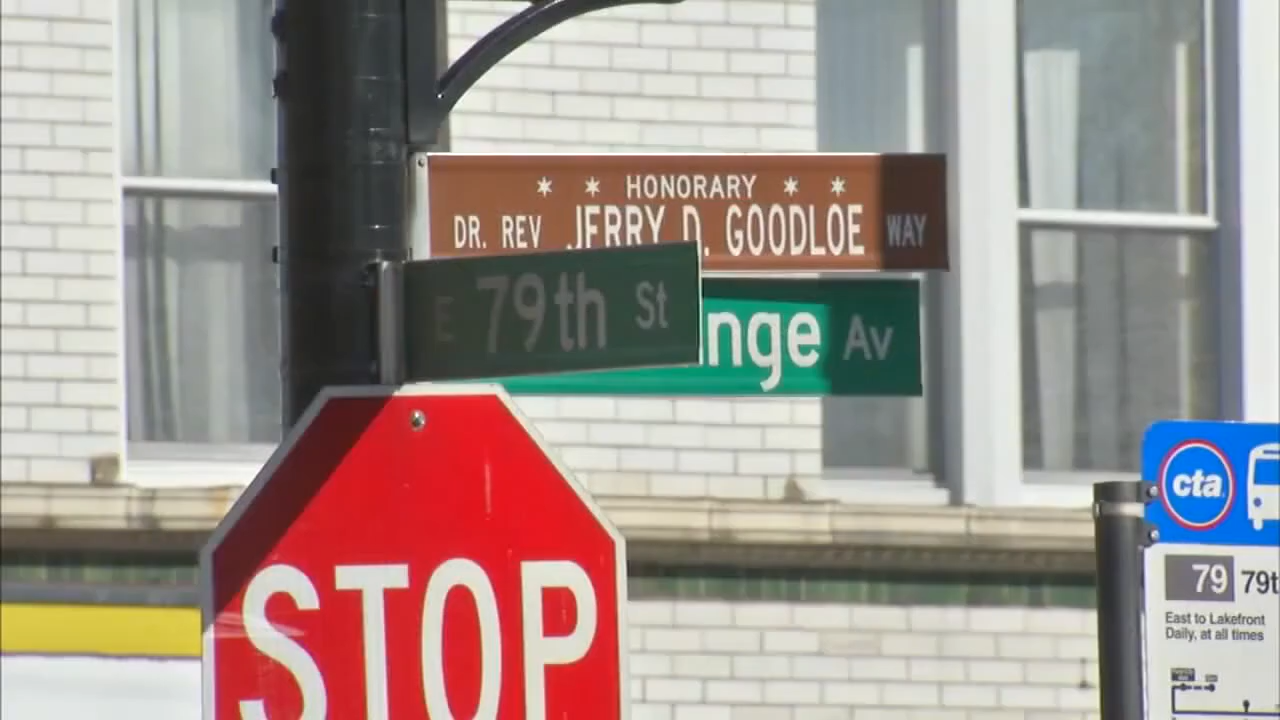 * * HONORARY * *
DR. REV JERRY D. GOODLOE WAY
E 79th St
nge Av
STOP
cta
79 79t
East to Lakefront
Daily, at all times